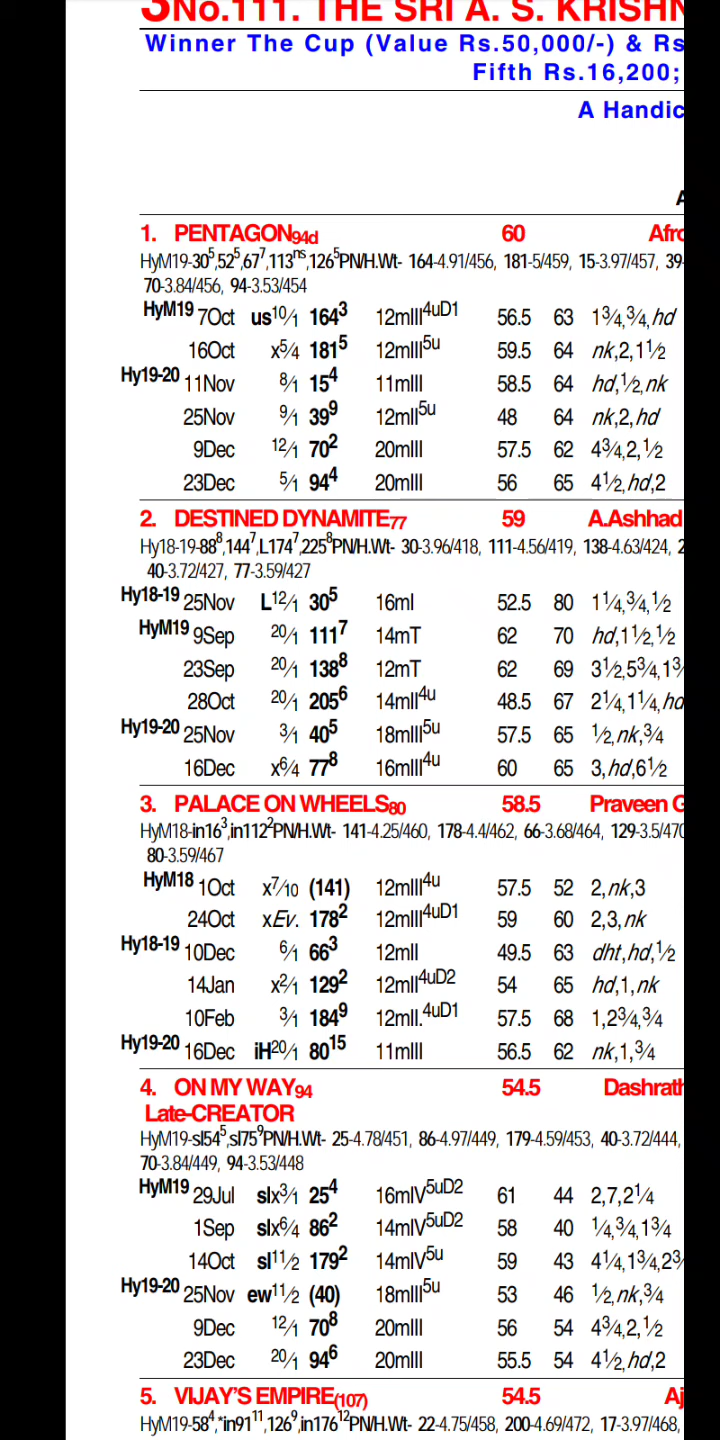 3No.111. THE SRI A. S. KRISHN
Winner The Cup (Value Rs.50,000/-) & Rs
Fifth Rs.16,200;
A Handic
1. PENTAGON94d 60 Afro
HyM19-30⁵,52⁵,67⁷,113ⁿˢ,126⁵PN/H.Wt- 164-4.91/456, 181-5/459, 15-3.97/457, 39-
70-3.84/456, 94-3.53/454
HyM19 7Oct us10/1 164³ 12mIII4uD1 56.5 63 1¾,¾,hd
16Oct x5/4 181⁵ 12mIII5u 59.5 64 nk,2,1½
Hy19-20 11Nov 8/1 15⁴ 11mIII 58.5 64 hd,½,nk
25Nov 9/1 39⁹ 12mII5u 48 64 nk,2,hd
9Dec 12/1 70² 20mIII 57.5 62 4¾,2,½
23Dec 5/1 94⁴ 20mIII 56 65 4½,hd,2
2. DESTINED DYNAMITE77 59 A.Ashhad
Hy18-19-88⁸,144⁷,L174⁷,225⁸PN/H.Wt- 30-3.96/418, 111-4.56/419, 138-4.63/424, 2
40-3.72/427, 77-3.59/427
Hy18-19 25Nov L12/1 30⁵ 16mI 52.5 80 1¼,¾,½
HyM19 9Sep 20/1 111⁷ 14mT 62 70 hd,1½,½
23Sep 20/1 138⁸ 12mT 62 69 3½,5¾,1¾
28Oct 20/1 205⁶ 14mII4u 48.5 67 2¼,1¼,hd
Hy19-20 25Nov 3/1 40⁵ 18mIII5u 57.5 65 ½,nk,¾
16Dec x6/4 77⁸ 16mIII4u 60 65 3,hd,6½
3. PALACE ON WHEELS80 58.5 Praveen G
HyM18-in16³,in112²PN/H.Wt- 141-4.25/460, 178-4.4/462, 66-3.68/464, 129-3.5/470
80-3.59/467
HyM18 1Oct x7/10 (141) 12mIII4u 57.5 52 2,nk,3
24Oct xEv. 178² 12mIII4uD1 59 60 2,3,nk
Hy18-19 10Dec 6/1 66³ 12mII 49.5 63 dht,hd,½
14Jan x2/1 129² 12mII4uD2 54 65 hd,1,nk
10Feb 3/1 184⁹ 12mII.4uD1 57.5 68 1,2¾,¾
Hy19-20 16Dec iH20/1 80¹⁵ 11mIII 56.5 62 nk,1,¾
4. ON MY WAY94 54.5 Dashrath
Late-CREATOR
HyM19-sl54⁵,sl75⁹PN/H.Wt- 25-4.78/451, 86-4.97/449, 179-4.59/453, 40-3.72/444,
70-3.84/449, 94-3.53/448
HyM19 29Jul slx3/1 25⁴ 16mIV5uD2 61 44 2,7,2¼
1Sep slx6/4 86² 14mIV5uD2 58 40 ¼,¾,1¾
14Oct sl11/2 179² 14mIV5u 59 43 4¼,1¾,2¾
Hy19-20 25Nov ew11/2 (40) 18mIII5u 53 46 ½,nk,¾
9Dec 12/1 70⁸ 20mIII 56 54 4¾,2,½
23Dec 20/1 94⁶ 20mIII 55.5 54 4½,hd,2
5. VIJAY'S EMPIRE(107) 54.5 Aj
HyM19-58⁴,*in91¹¹,126⁹,in176¹²PN/H.Wt- 22-4.75/458, 200-4.69/472, 17-3.97/468,